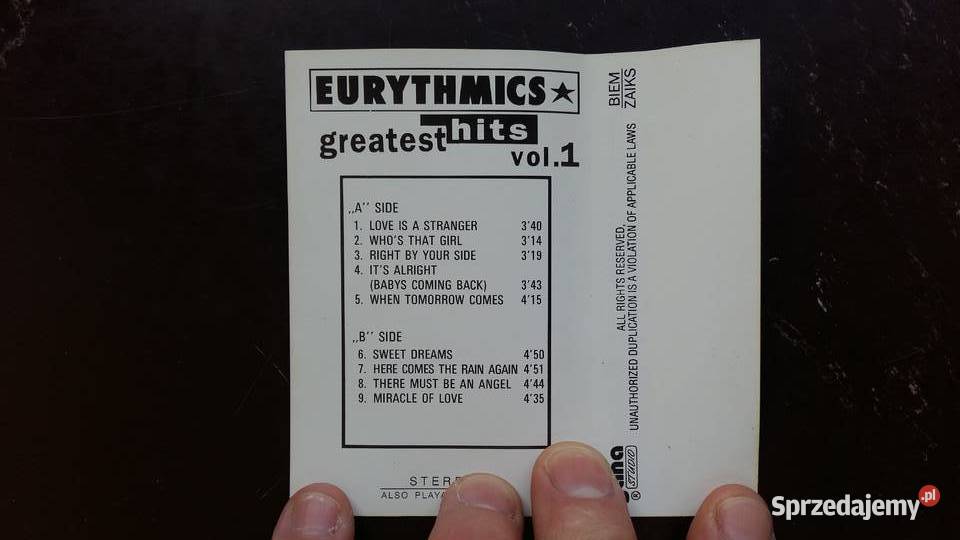 EURYTHMICS★
greatest hits
vol.1
„A" SIDE
1. LOVE IS A STRANGER 3'40
2. WHO'S THAT GIRL 3'14
3. RIGHT BY YOUR SIDE 3'19
4. IT'S ALRIGHT
(BABYS COMING BACK) 3'43
5. WHEN TOMORROW COMES 4'15
„B" SIDE
6. SWEET DREAMS 4'50
7. HERE COMES THE RAIN AGAIN 4'51
8. THERE MUST BE AN ANGEL 4'44
9. MIRACLE OF LOVE 4'35
ALSO
BIEM
ZAIKS
ALL RIGHTS RESERVED,
UNAUTHORIZED DUPLICATION IS A VIOLATION OF APPLICABLE LAWS
STUDIO
®
Sprzedajemy.pl